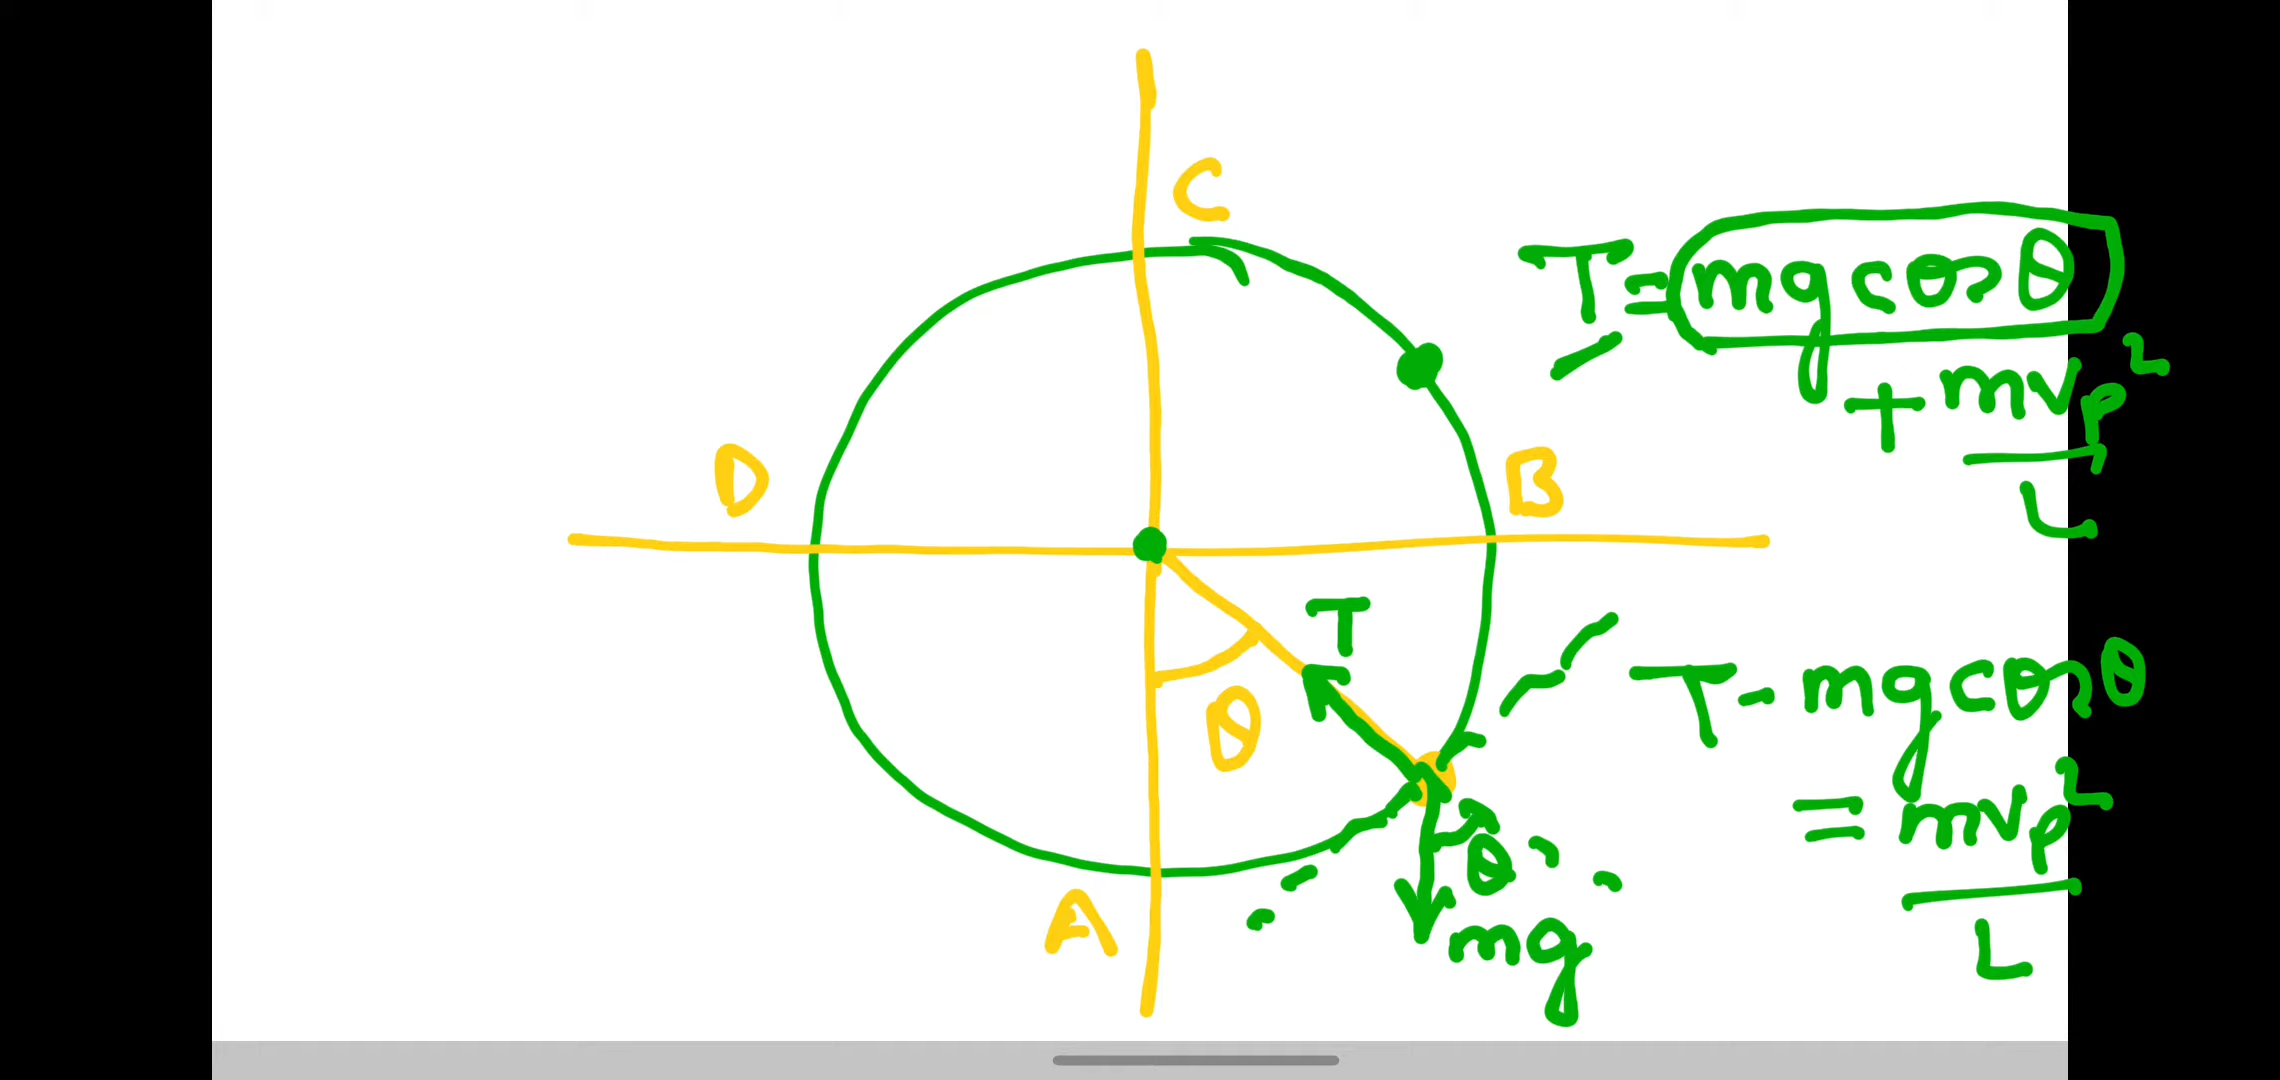 C
T = mg cos θ
+ mvp²
L
D
B
T
T - mg cos θ
θ
= mvp²
L
θ
mg
A